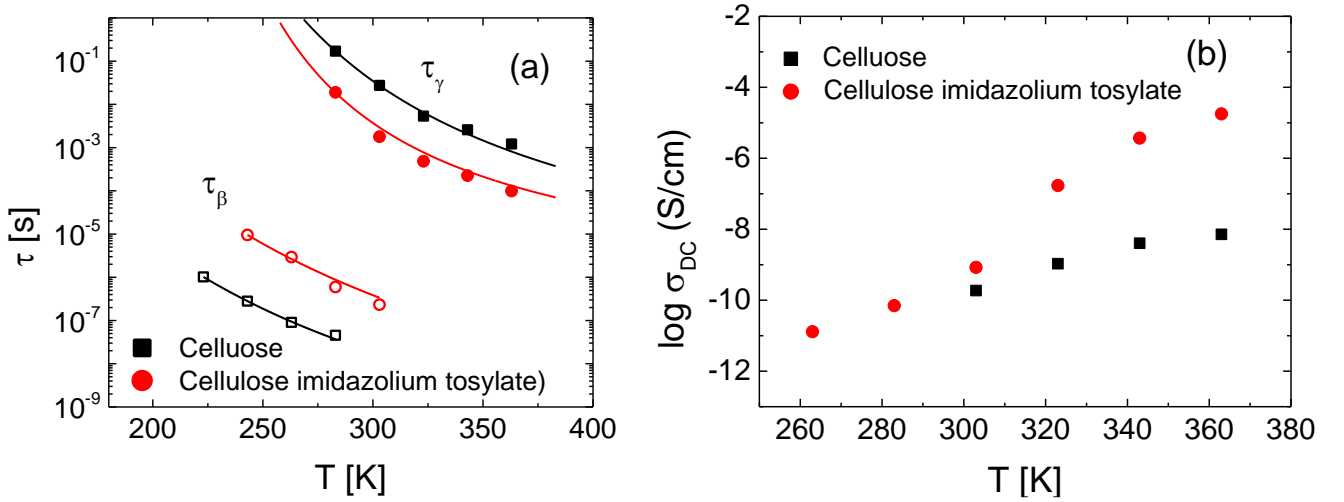 (a)
τγ
τβ
Celluose
Cellulose imidazolium tosylate)
τ [s]
10⁻¹
10⁻³
10⁻⁵
10⁻⁷
10⁻⁹
200 250 300 350 400
T [K]
(b)
Celluose
Cellulose imidazolium tosylate
log σDC (S/cm)
-2
-4
-6
-8
-10
-12
260 280 300 320 340 360 380
T [K]